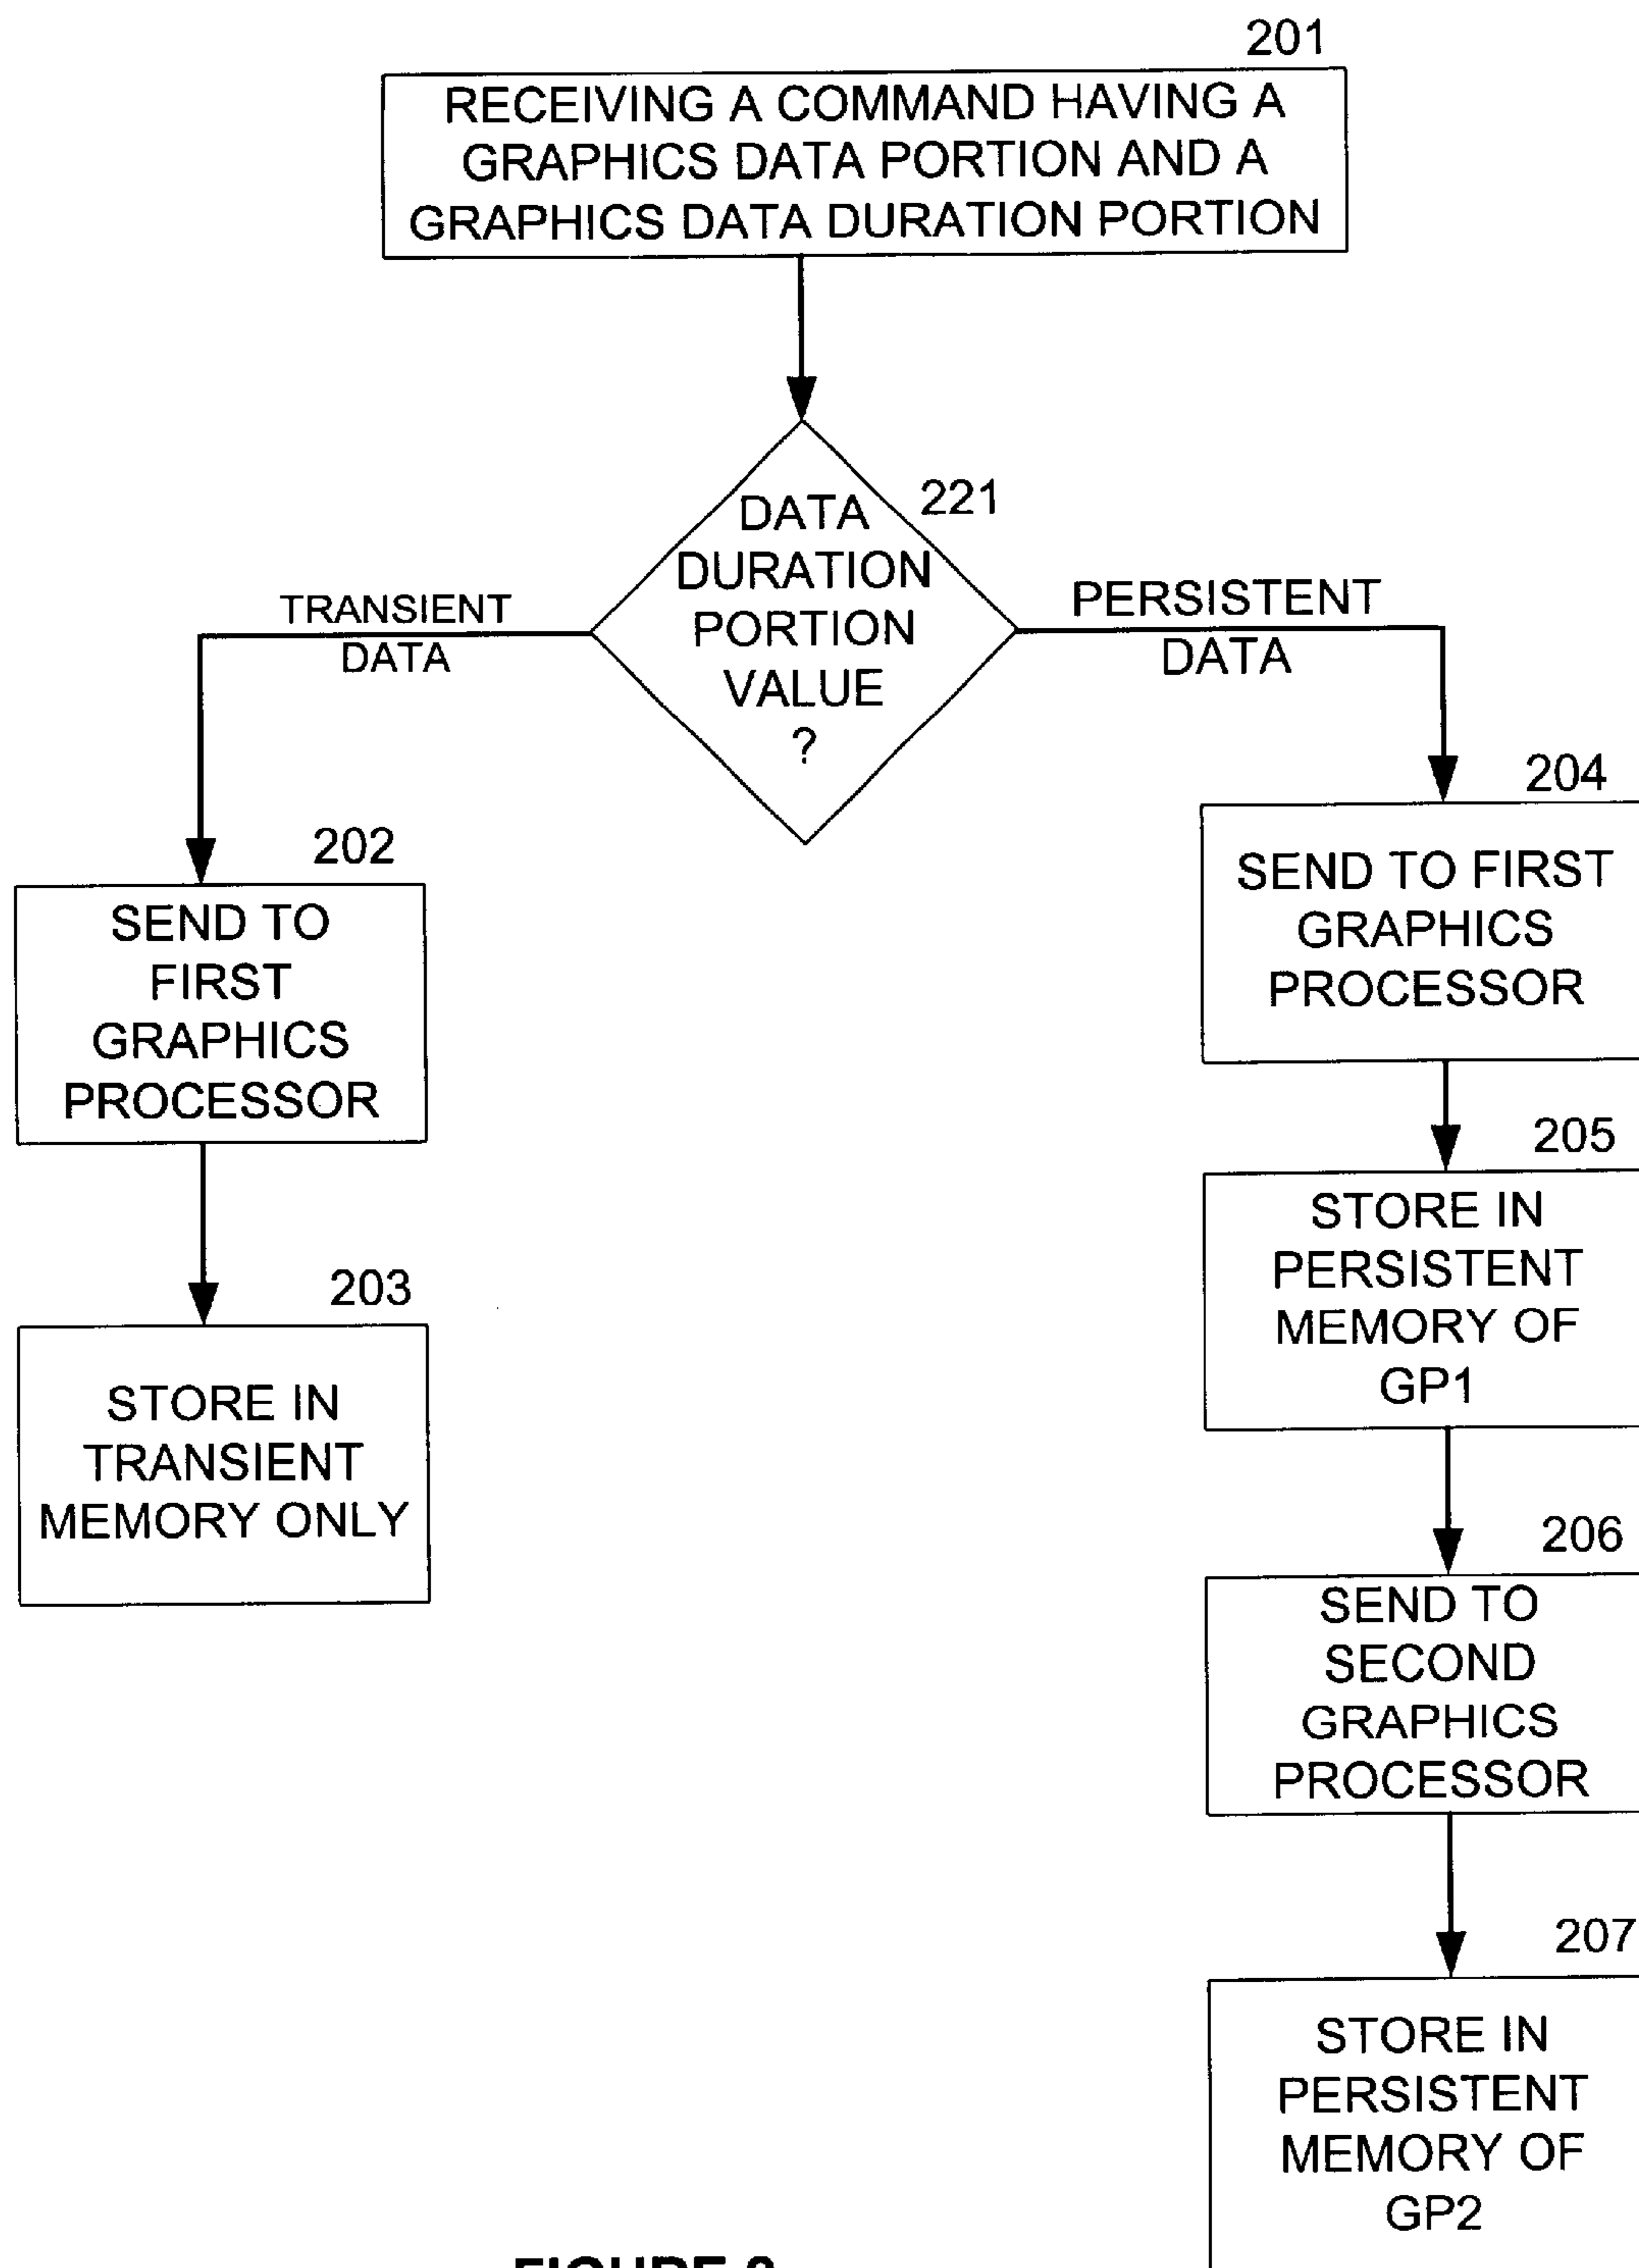 201
RECEIVING A COMMAND HAVING A
GRAPHICS DATA PORTION AND A
GRAPHICS DATA DURATION PORTION
221
DATA
DURATION
PORTION
VALUE
?
TRANSIENT
DATA
PERSISTENT
DATA
202
SEND TO
FIRST
GRAPHICS
PROCESSOR
203
STORE IN
TRANSIENT
MEMORY ONLY
204
SEND TO FIRST
GRAPHICS
PROCESSOR
205
STORE IN
PERSISTENT
MEMORY OF
GP1
206
SEND TO
SECOND
GRAPHICS
PROCESSOR
207
STORE IN
PERSISTENT
MEMORY OF
GP2
FIGURE